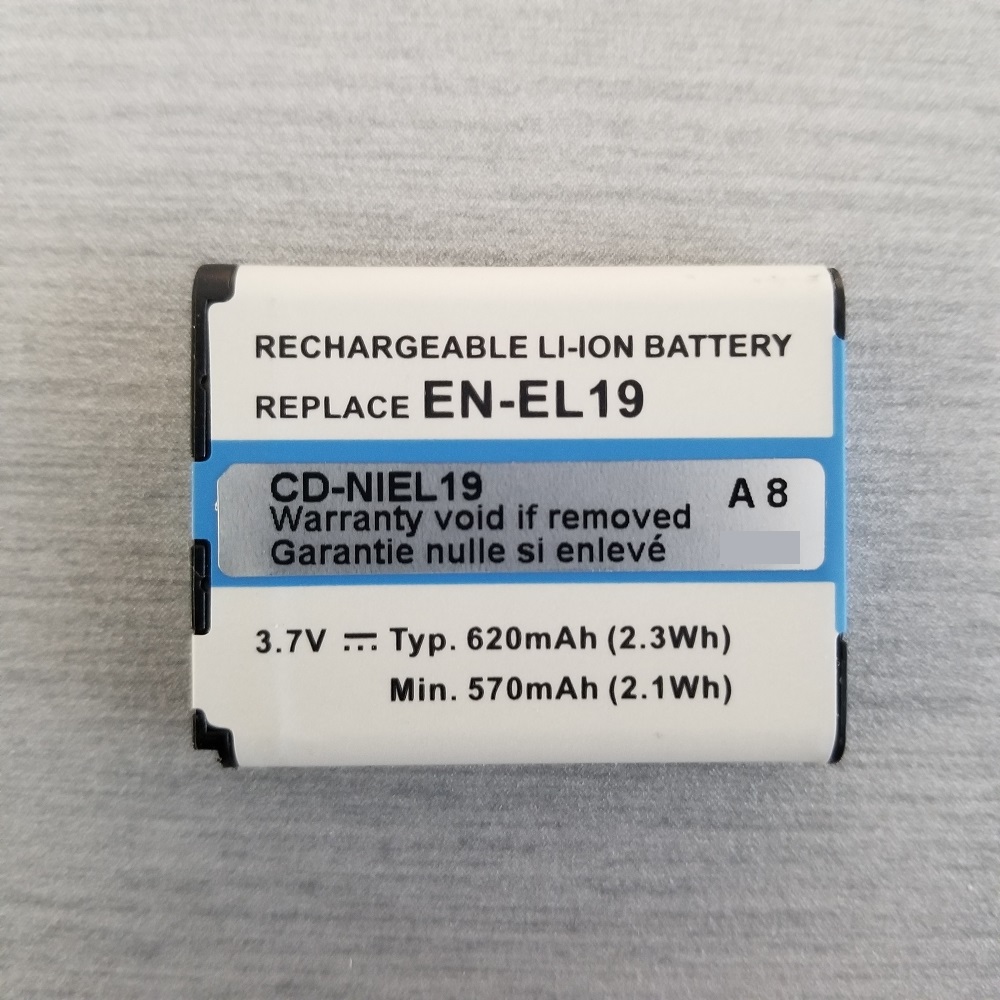 RECHARGEABLE LI-ION BATTERY
REPLACE EN-EL19
CD-NIEL19 A 8
Warranty void if removed
Garantie nulle si enlevé
3.7V ⎓ Typ. 620mAh (2.3Wh)
Min. 570mAh (2.1Wh)